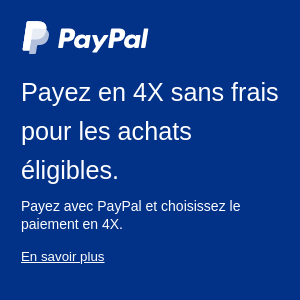 PayPal
Payez en 4X sans frais
pour les achats
éligibles.
Payez avec PayPal et choisissez le
paiement en 4X.
En savoir plus